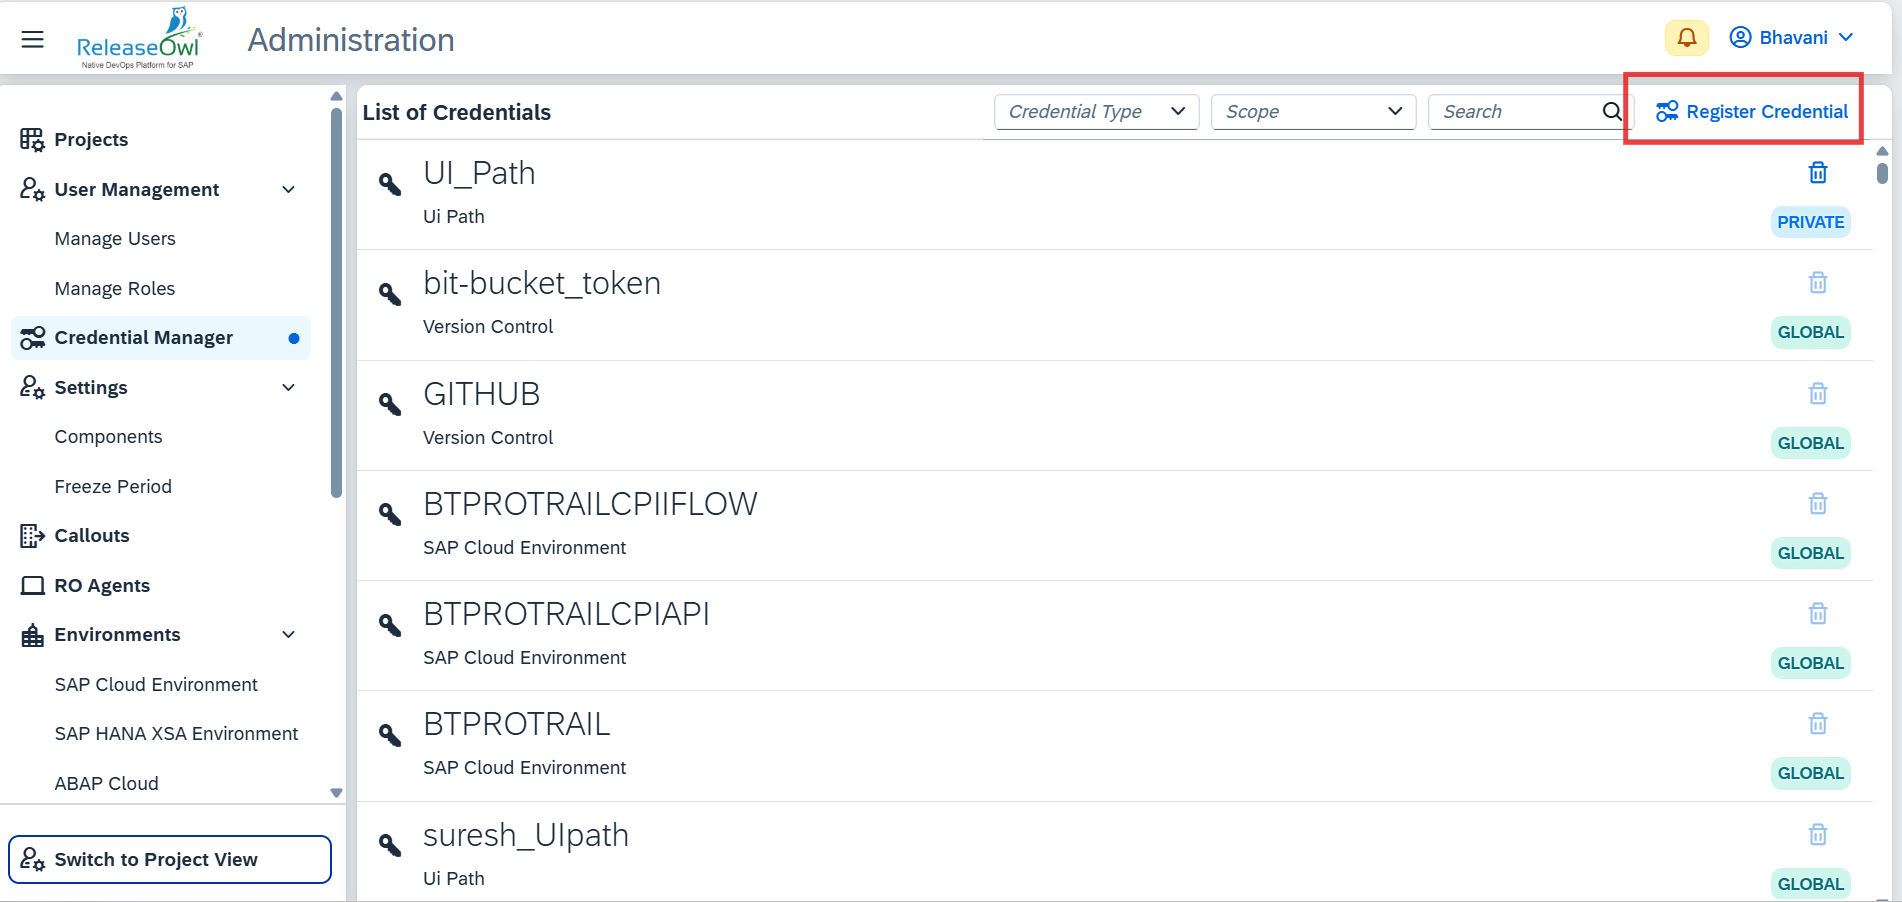 ReleaseOwl®
Native DevOps Platform for SAP
Administration
Bhavani
Projects
User Management
Manage Users
Manage Roles
Credential Manager
Settings
Components
Freeze Period
Callouts
RO Agents
Environments
SAP Cloud Environment
SAP HANA XSA Environment
ABAP Cloud
Switch to Project View
List of Credentials
Credential Type
Scope
Search
Register Credential
UI_Path
Ui Path
PRIVATE
bit-bucket_token
Version Control
GLOBAL
GITHUB
Version Control
GLOBAL
BTPROTRAILCPIIFLOW
SAP Cloud Environment
GLOBAL
BTPROTRAILCPIAPI
SAP Cloud Environment
GLOBAL
BTPROTRAIL
SAP Cloud Environment
GLOBAL
suresh_UIpath
Ui Path
GLOBAL